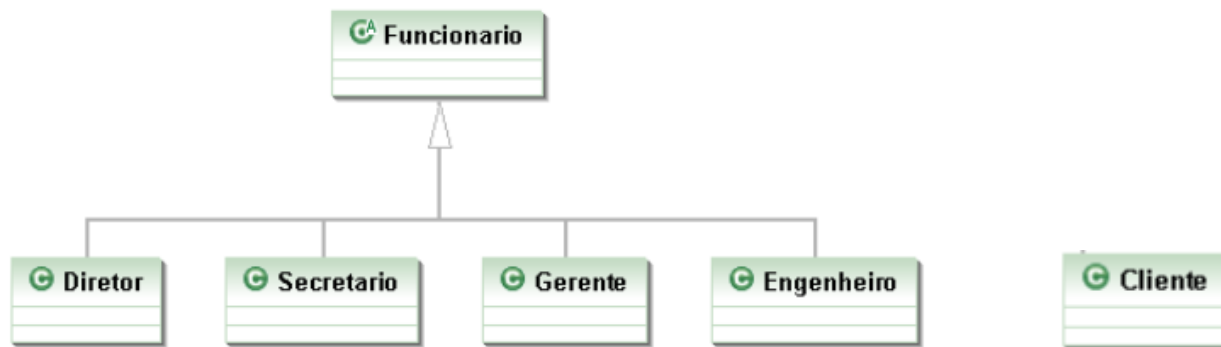 Funcionario
Diretor
Secretario
Gerente
Engenheiro
Cliente